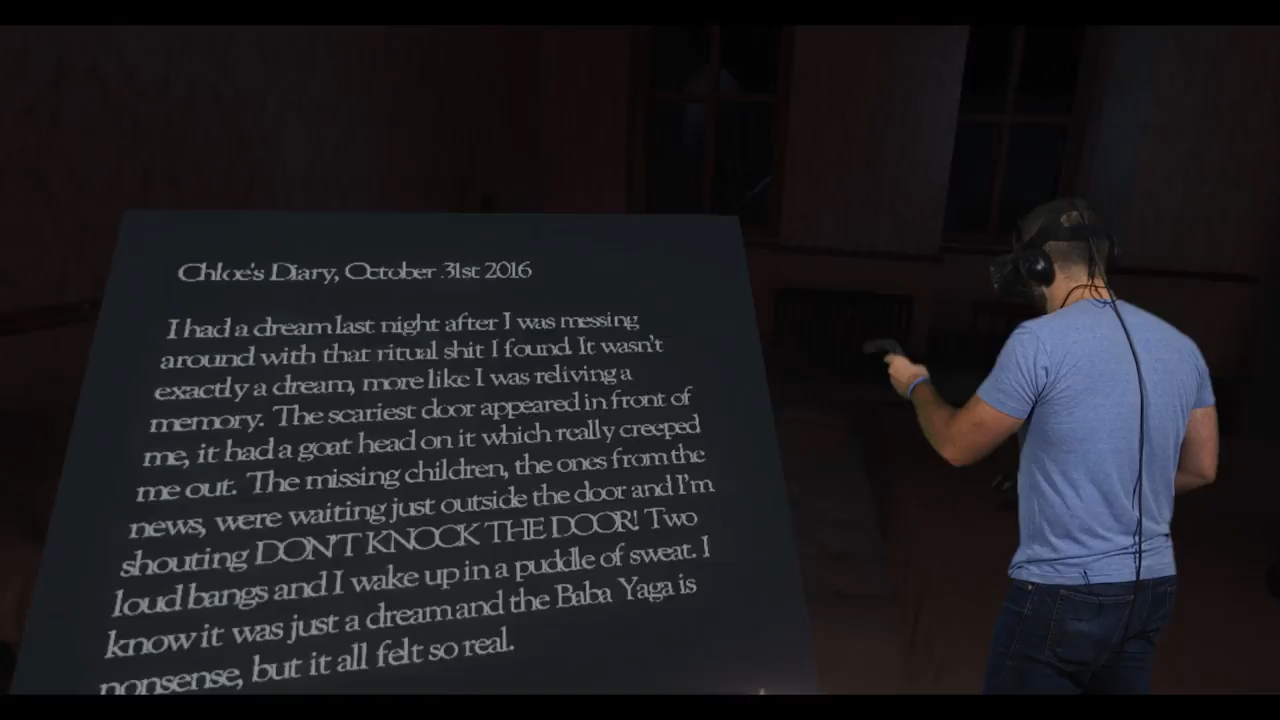 Chloe's Diary, October 31st 2016
I had a dream last night after I was messing
around with that ritual shit I found. It wasn't
exactly a dream, more like I was reliving a
memory. The scariest door appeared in front of
me, it had a goat head on it which really creeped
me out. The missing children, the ones from the
news, were waiting just outside the door and I'm
shouting DON'T KNOCK THE DOOR! Two
loud bangs and I wake up in a puddle of sweat. I
know it was just a dream and the Baba Yaga is
nonsense, but it all felt so real.